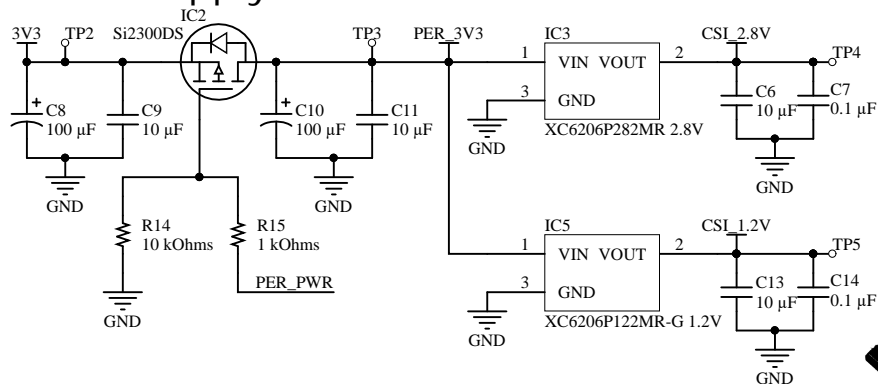 IC2
3V3
TP2
Si2300DS
TP3
PER_3V3
IC3
CSI_2.8V
TP4
1
VIN VOUT
2
3
GND
XC6206P282MR 2.8V
GND
C8
100 µF
C9
10 µF
C10
100 µF
C11
10 µF
C6
10 µF
C7
0.1 µF
GND
GND
GND
R14
10 kOhms
R15
1 kOhms
PER_PWR
GND
IC5
CSI_1.2V
TP5
1
VIN VOUT
2
3
GND
XC6206P122MR-G 1.2V
GND
C13
10 µF
C14
0.1 µF
GND